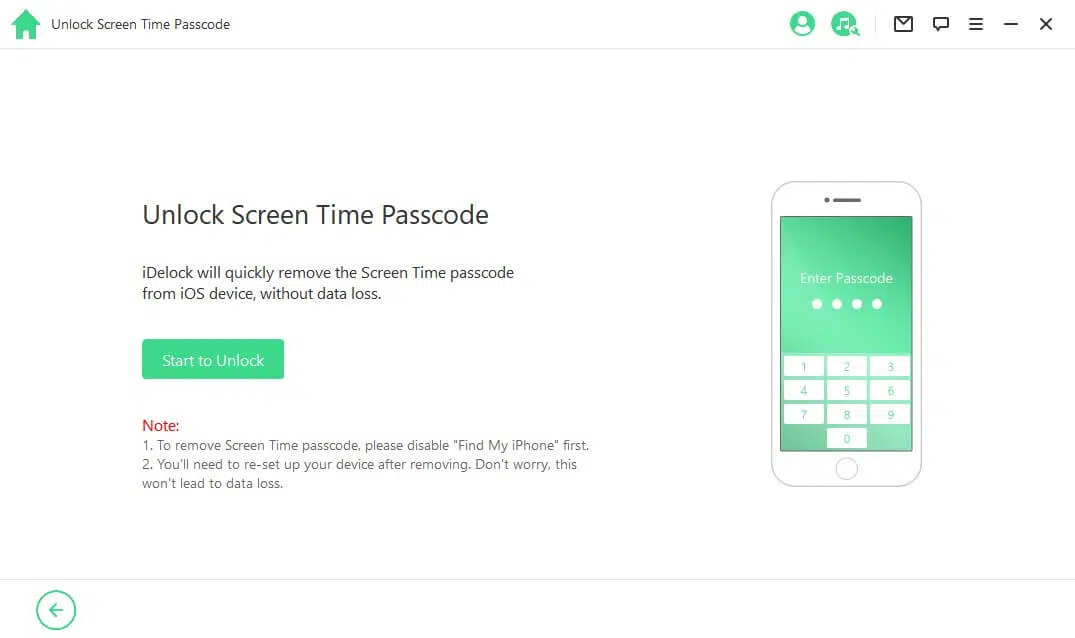 Unlock Screen Time Passcode
Unlock Screen Time Passcode
iDelock will quickly remove the Screen Time passcode
from iOS device, without data loss.
Start to Unlock
Note:
1. To remove Screen Time passcode, please disable "Find My iPhone" first.
2. You'll need to re-set up your device after removing. Don't worry, this
won't lead to data loss.
Enter Passcode
1 2 3
4 5 6
7 8 9
0